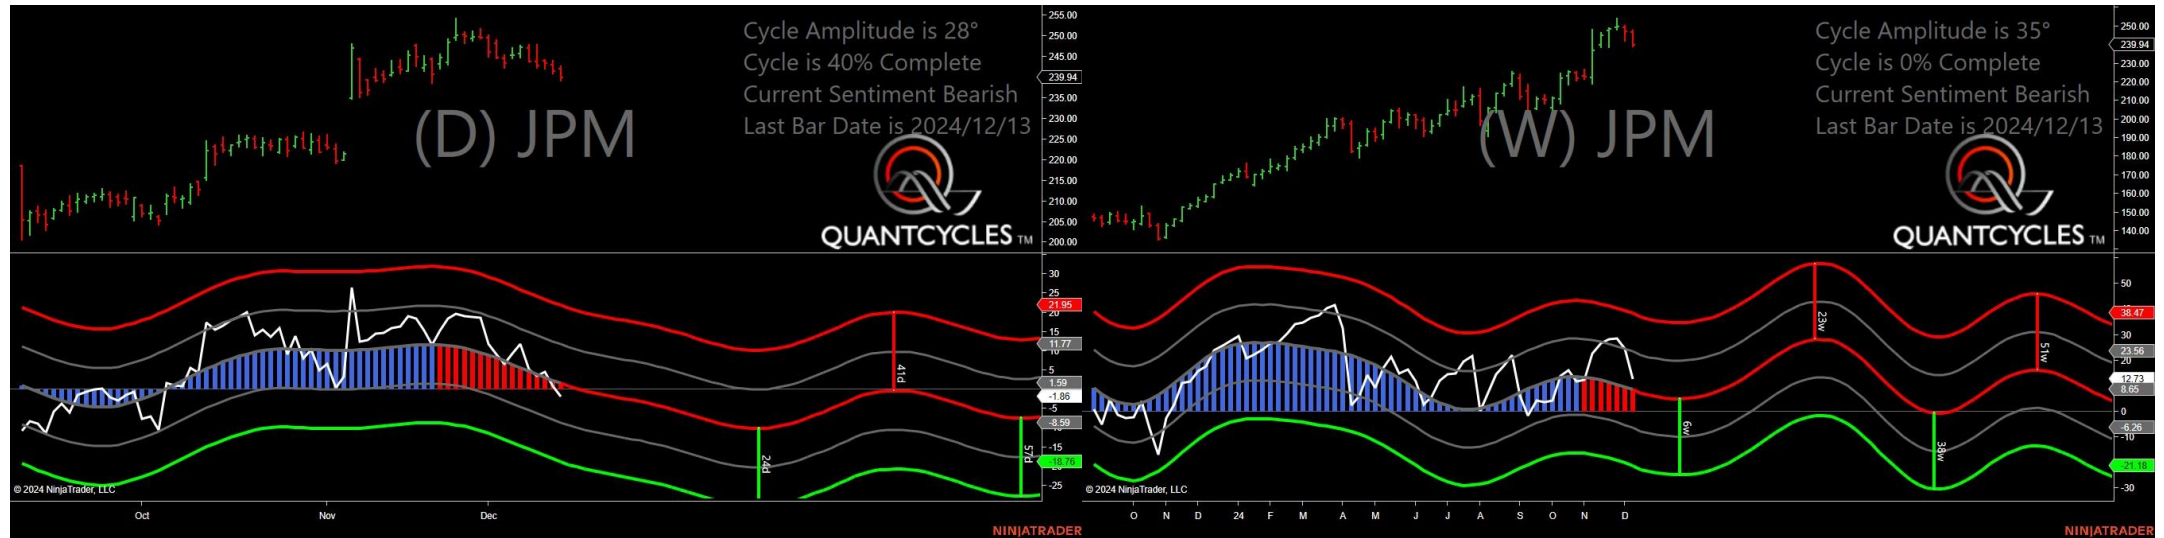 Cycle Amplitude is 28°
Cycle is 40% Complete
Current Sentiment Bearish
Last Bar Date is 2024/12/13
(D) JPM
QUANTCYCLES TM
255.00
250.00
245.00
239.94
235.00
230.00
225.00
220.00
215.00
210.00
205.00
200.00
30
25
21.95
20
15
11.77
10
5
1.59
-1.86
-5
-8.59
-15
-18.76
-25
24d
41d
57d
© 2024 NinjaTrader, LLC
Oct
Nov
Dec
NINJATRADER
Cycle Amplitude is 35°
Cycle is 0% Complete
Current Sentiment Bearish
Last Bar Date is 2024/12/13
(W) JPM
QUANTCYCLES TM
250.00
239.94
230.00
220.00
210.00
200.00
190.00
180.00
170.00
160.00
150.00
140.00
50
38.47
30
23.56
20
12.73
8.65
0
-6.26
-10
-21.18
-30
6w
23w
38w
51w
© 2024 NinjaTrader, LLC
O N D 24 F M A M J J A S O N D
NINJATRADER